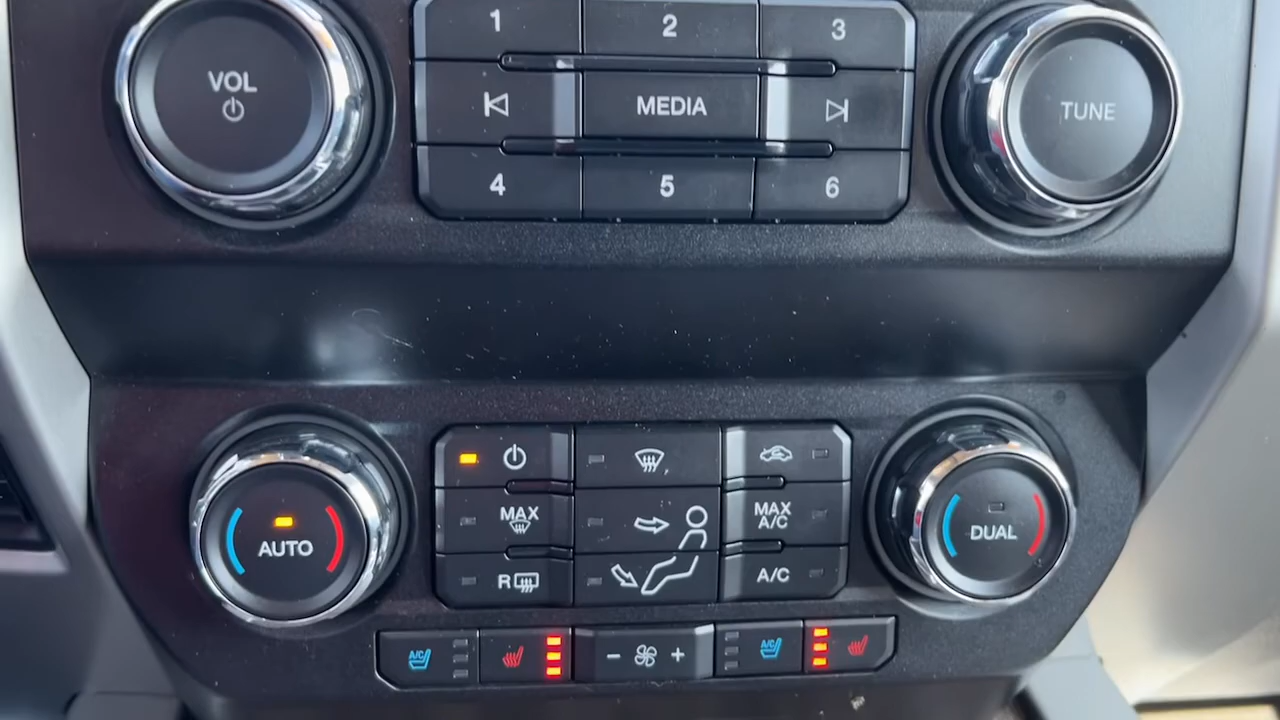 VOL
1 2 3
MEDIA
TUNE
4 5 6
AUTO
MAX
R
MAX
A/C
A/C
DUAL
A/C
- +
A/C